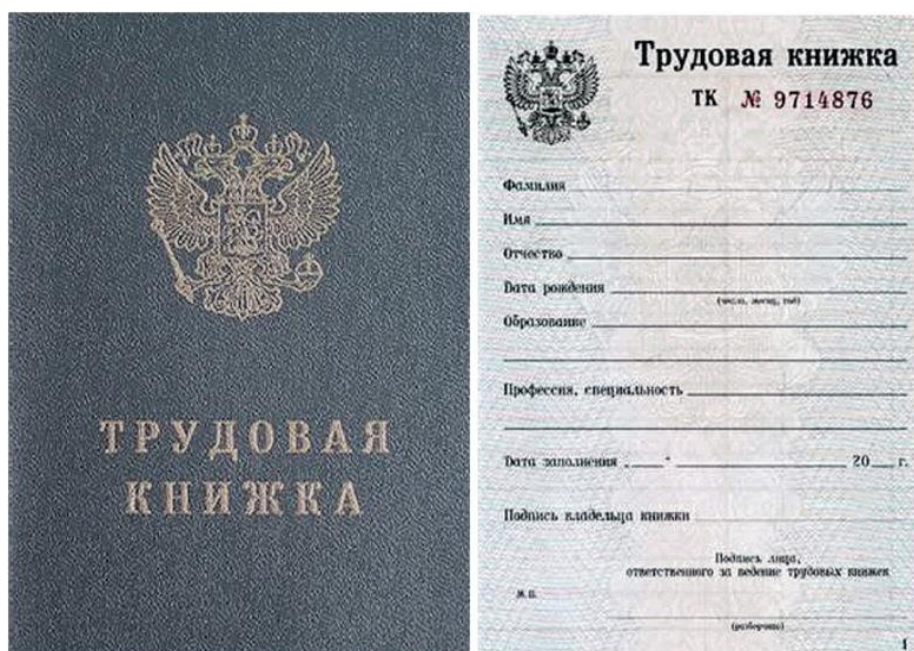 ТРУДОВАЯ
КНИЖКА
Трудовая книжка
ТК № 9714876
Фамилия
Имя
Отчество
Дата рождения
(число, месяц, год)
Образование
Профессия, специальность
Дата заполнения " 20 г.
Подпись владельца книжки
Подпись лица,
ответственного за ведение трудовых книжек
М.П.
(разборчиво)
1